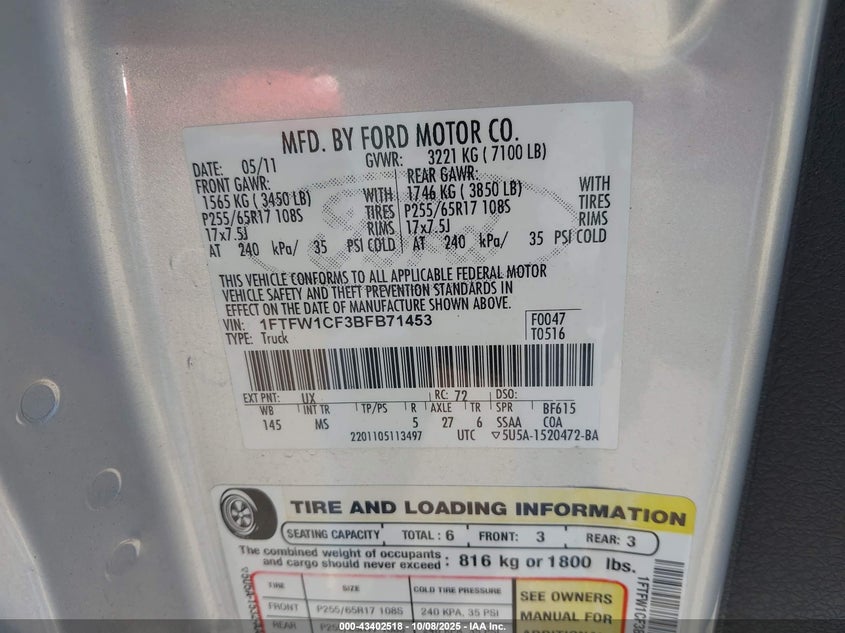 MFD. BY FORD MOTOR CO.
DATE: 05/11 GVWR: 3221 KG ( 7100 LB)
FRONT GAWR: REAR GAWR:
1565 KG ( 3450 LB) WITH 1746 KG ( 3850 LB) WITH
P255/65R17 108S TIRES P255/65R17 108S TIRES
17x7.5J RIMS 17x7.5J RIMS
AT 240 kPa/ 35 PSI COLD AT 240 kPa/ 35 PSI COLD
THIS VEHICLE CONFORMS TO ALL APPLICABLE FEDERAL MOTOR
VEHICLE SAFETY AND THEFT PREVENTION STANDARDS IN
EFFECT ON THE DATE OF MANUFACTURE SHOWN ABOVE.
VIN: 1FTFW1CF3BFB71453 F0047
TYPE: Truck T0516
EXT PNT: UX RC: 72 DSO:
WB INT TR TP/PS R AXLE TR SPR BF615
145 MS 5 27 6 SSAA COA
2201105113497 UTC ▽5U5A-1520472-BA
TIRE AND LOADING INFORMATION
SEATING CAPACITY TOTAL : 6 FRONT: 3 REAR: 3
The combined weight of occupants
and cargo should never exceed : 816 kg or 1800 lbs.
TIRE SIZE COLD TIRE PRESSURE SEE OWNERS
FRONT P255/65R17 108S 240 KPA, 35 PSI MANUAL FOR
REAR
000-43402518 - 10/08/2025 - IAA Inc.